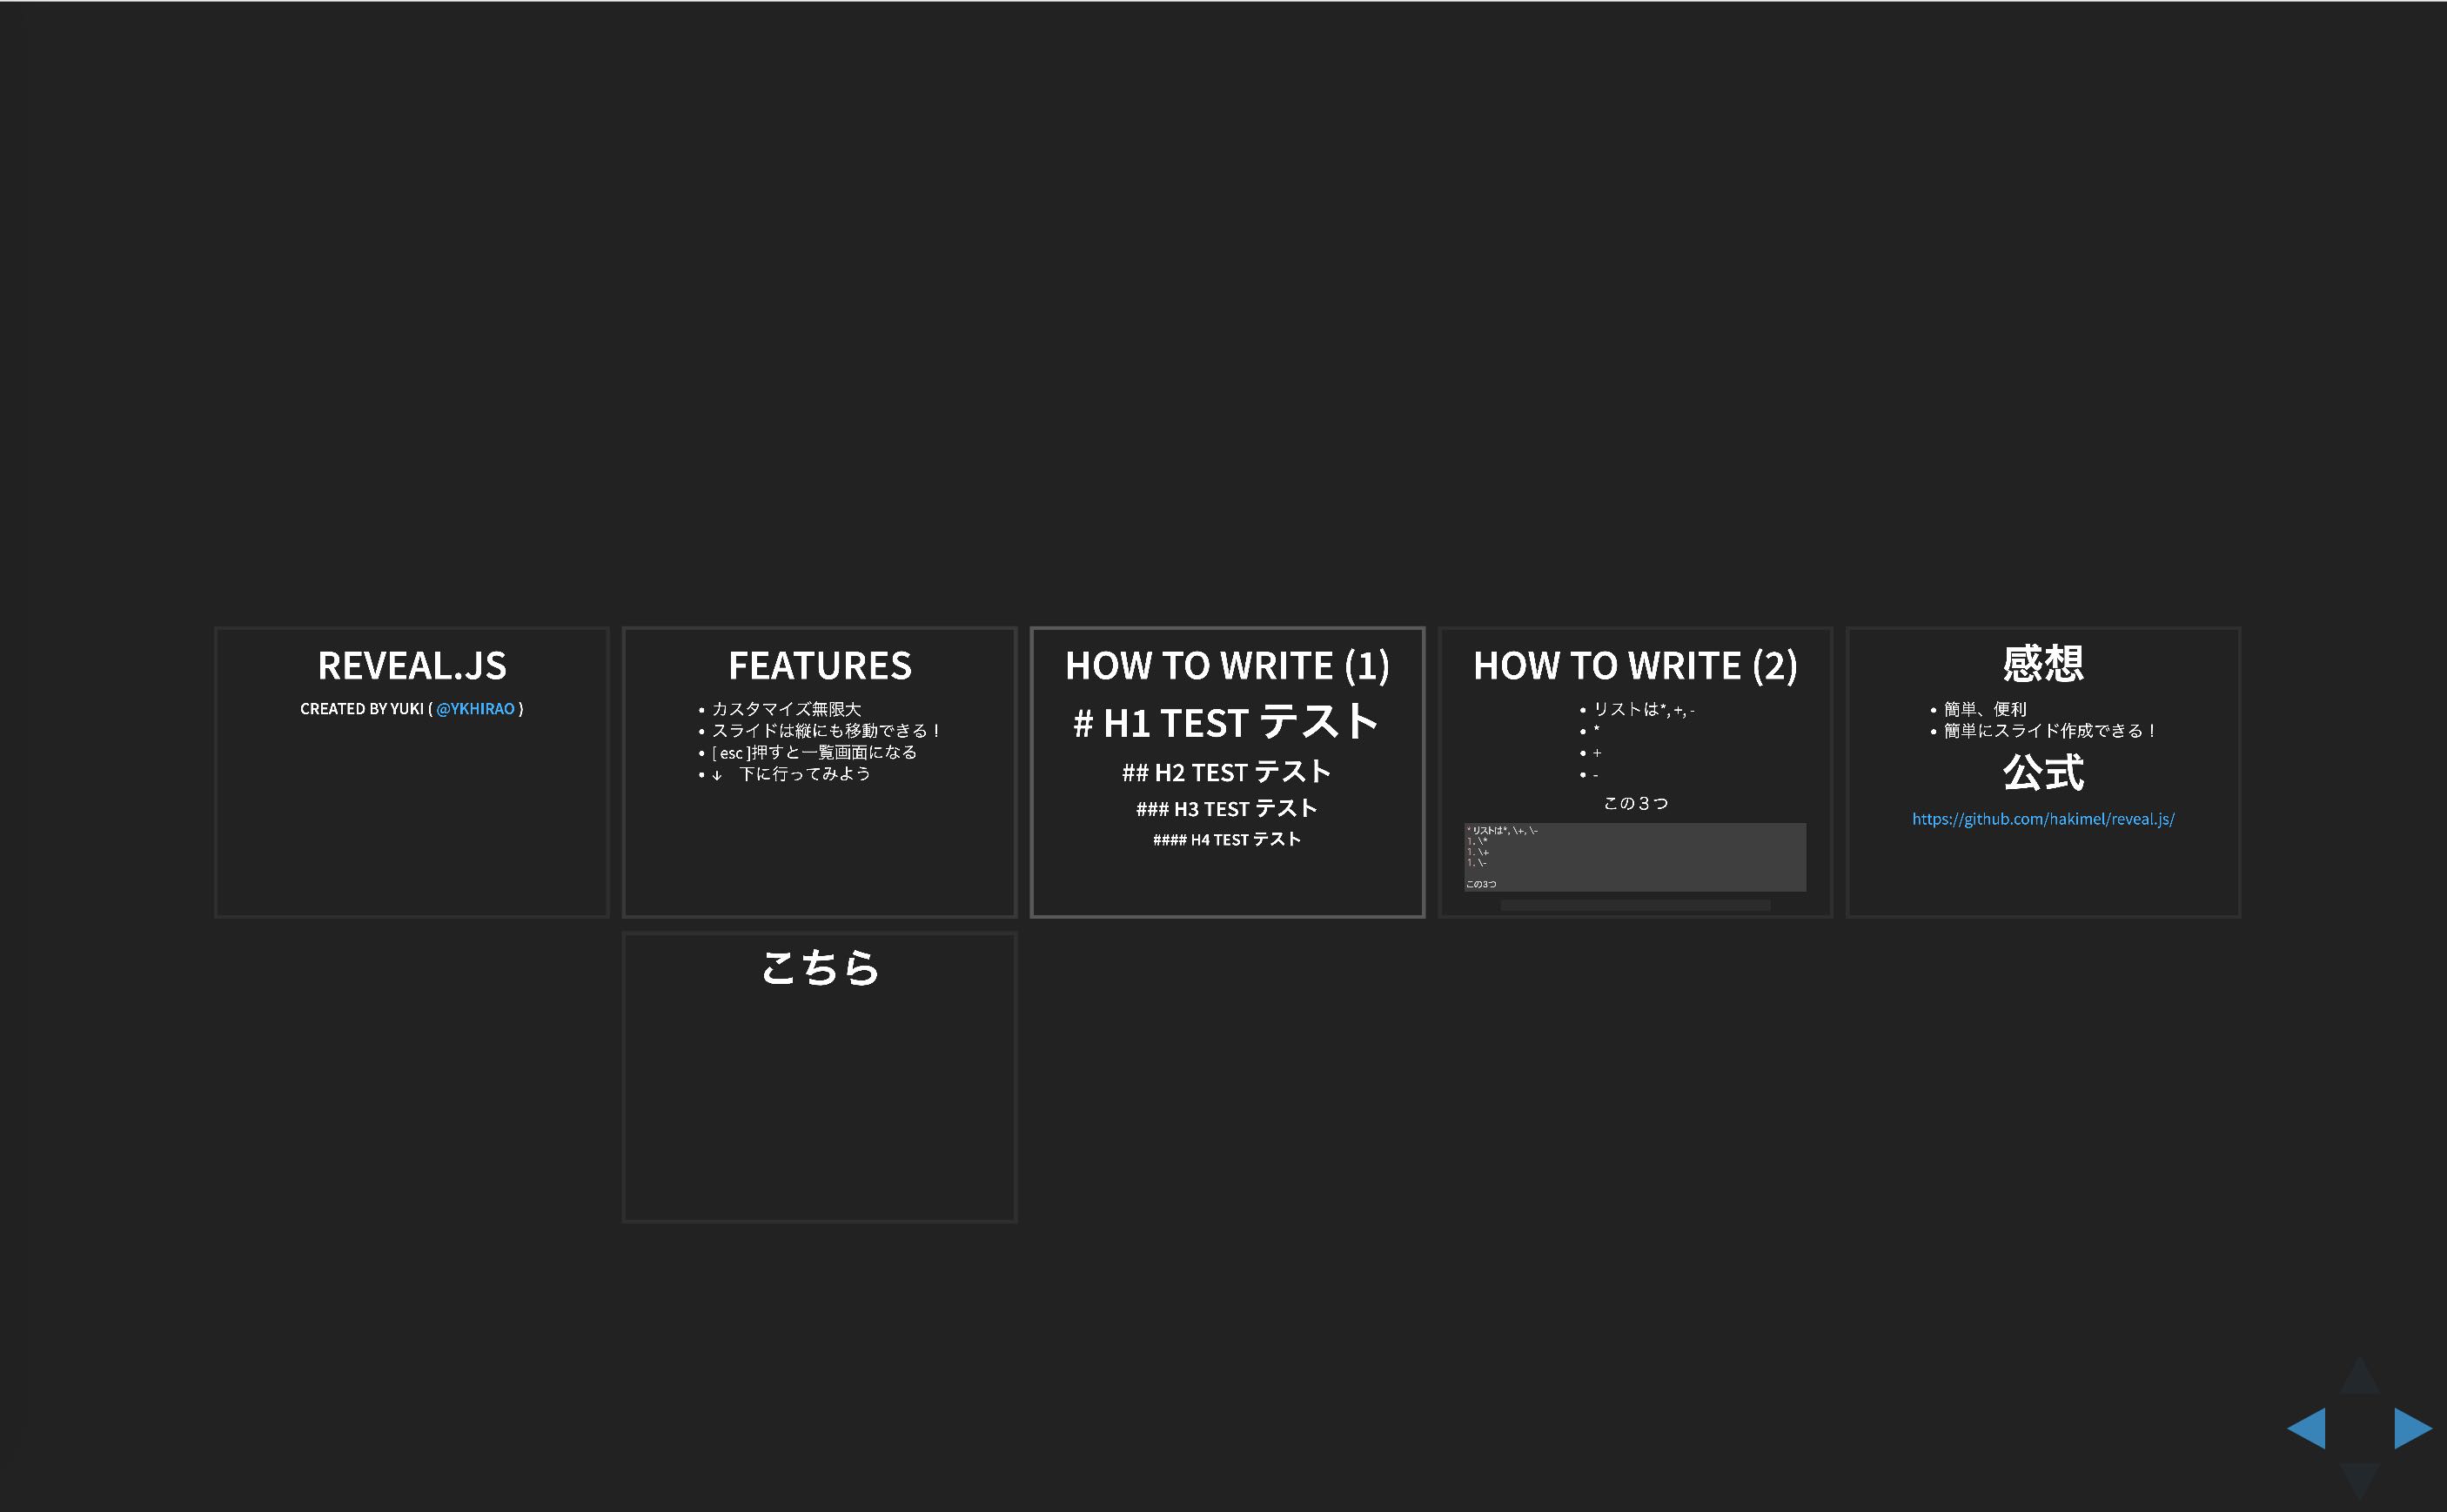 REVEAL.JS
CREATED BY YUKI ( @YKHIRAO )
FEATURES
• カスタマイズ無限大
• スライドは縦にも移動できる！
• [ esc ]押すと一覧画面になる
• ↓　下に行ってみよう
HOW TO WRITE (1)
# H1 TEST テスト
## H2 TEST テスト
### H3 TEST テスト
#### H4 TEST テスト
HOW TO WRITE (2)
• リストは*, +, -
• *
• +
• -
この３つ
* リストは*, \+, \-
1. \*
1. \+
1. \-
この3つ
感想
• 簡単、便利
• 簡単にスライド作成できる！
公式
https://github.com/hakimel/reveal.js/
こちら